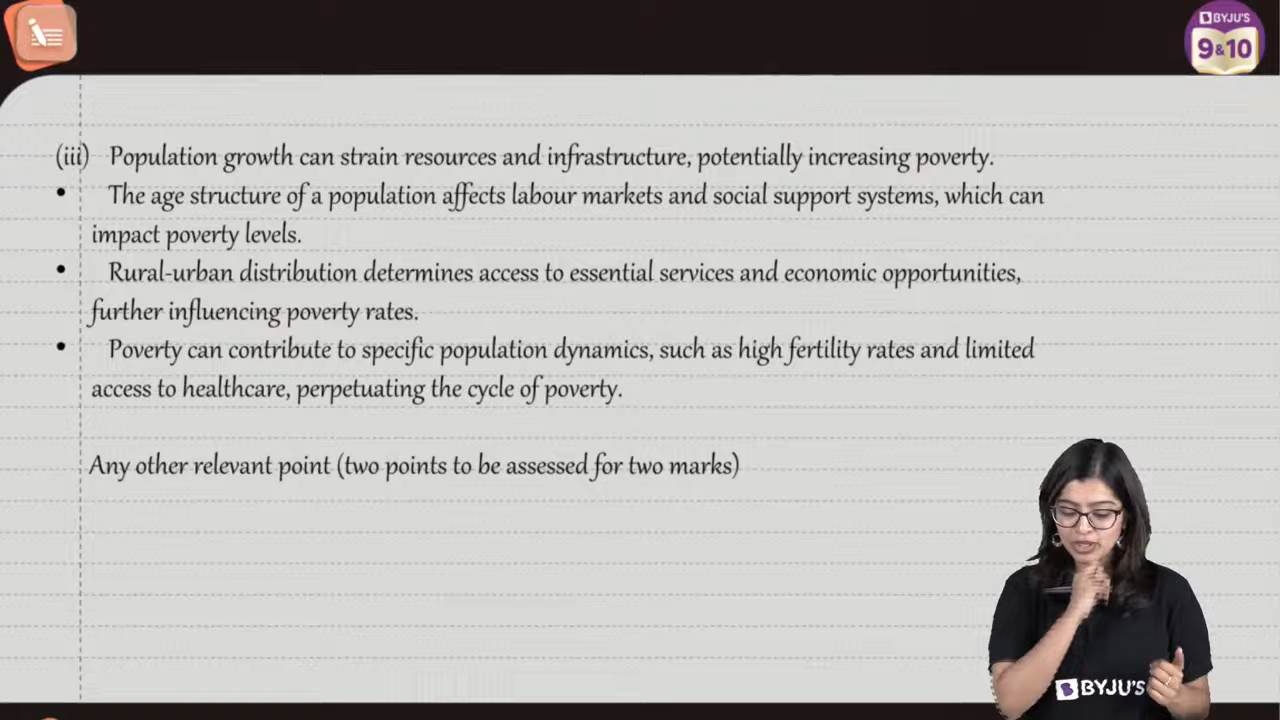 BYJU'S
9&10
(iii) Population growth can strain resources and infrastructure, potentially increasing poverty.
• The age structure of a population affects labour markets and social support systems, which can
impact poverty levels.
• Rural-urban distribution determines access to essential services and economic opportunities,
further influencing poverty rates.
• Poverty can contribute to specific population dynamics, such as high fertility rates and limited
access to healthcare, perpetuating the cycle of poverty.
Any other relevant point (two points to be assessed for two marks)
BYJU'S